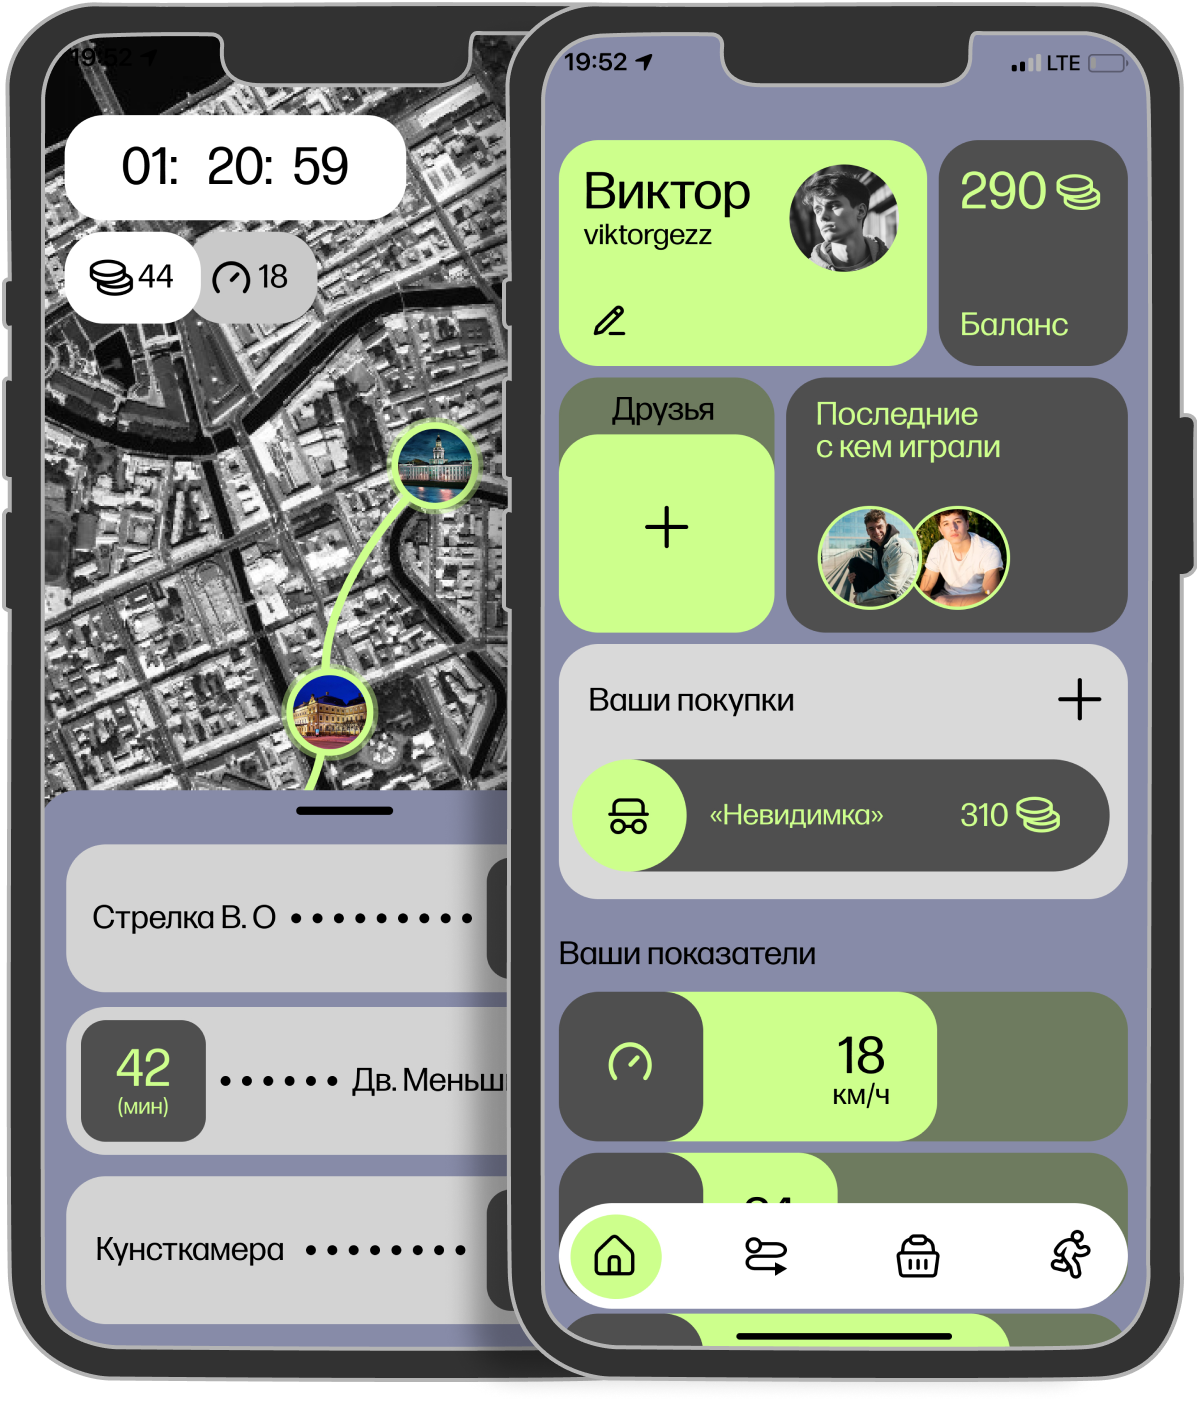 19:52
01: 20: 59
44
18
Стрелка В. О
42
(мин)
Дв. Меньш
Кунсткамера
19:52
LTE
Виктор
viktorgezz
290
Баланс
Друзья
Последние
с кем играли
Ваши покупки
«Невидимка»
310
Ваши показатели
18
км/ч